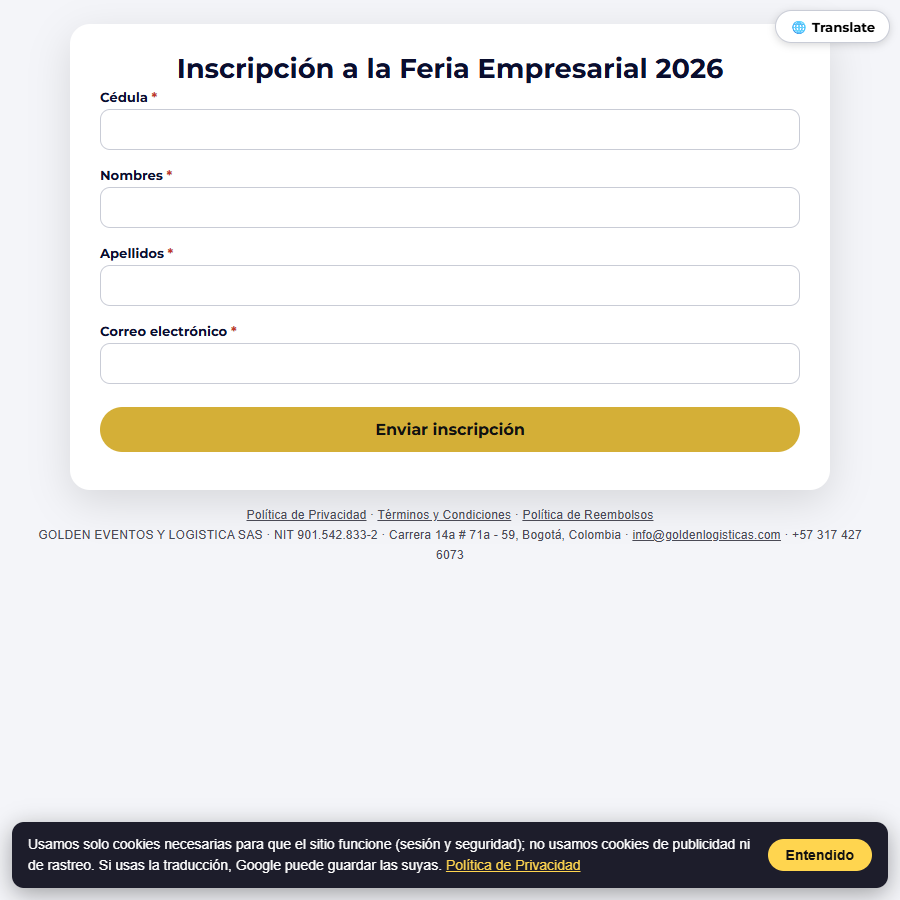 🌐 Translate
Inscripción a la Feria Empresarial 2026
Cédula *
Nombres *
Apellidos *
Correo electrónico *
Enviar inscripción
Política de Privacidad · Términos y Condiciones · Política de Reembolsos
GOLDEN EVENTOS Y LOGISTICA SAS · NIT 901.542.833-2 · Carrera 14a # 71a - 59, Bogotá, Colombia · info@goldenlogisticas.com · +57 317 427
6073
Usamos solo cookies necesarias para que el sitio funcione (sesión y seguridad); no usamos cookies de publicidad ni
de rastreo. Si usas la traducción, Google puede guardar las suyas. Política de Privacidad
Entendido